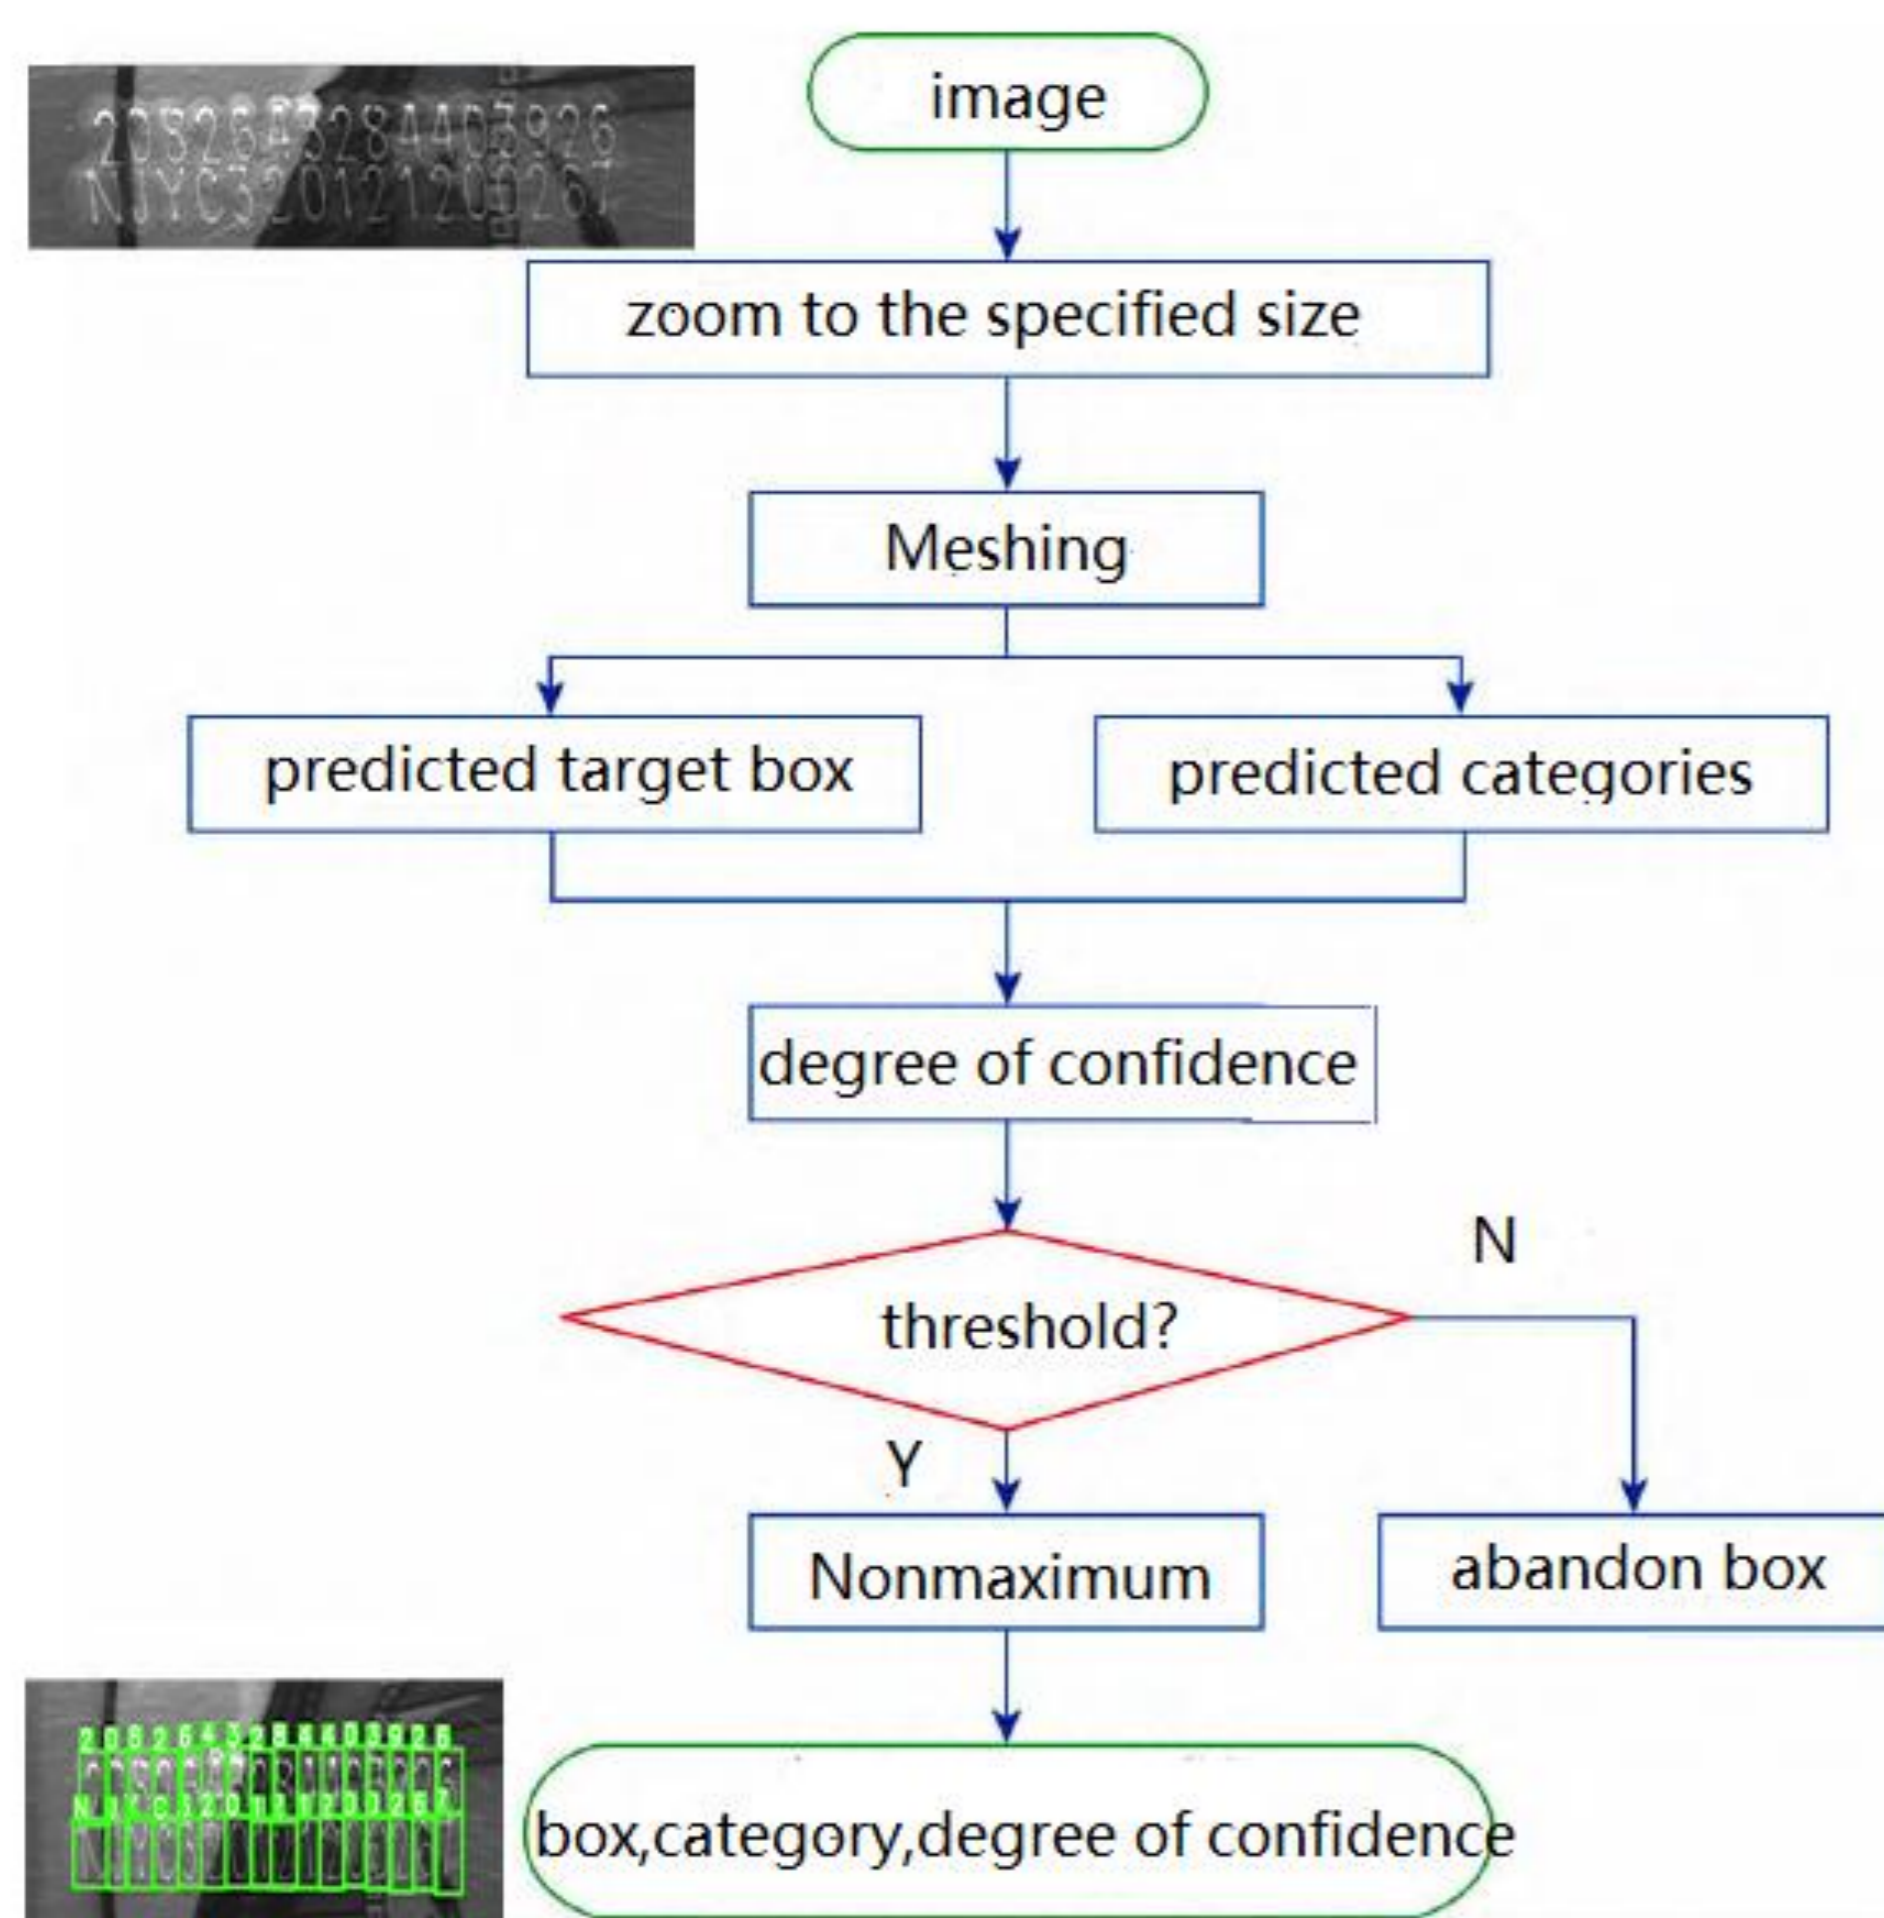 image
zoom to the specified size
Meshing
predicted target box
predicted categories
degree of confidence
threshold?
N
Y
Nonmaximum
abandon box
box,category,degree of confidence